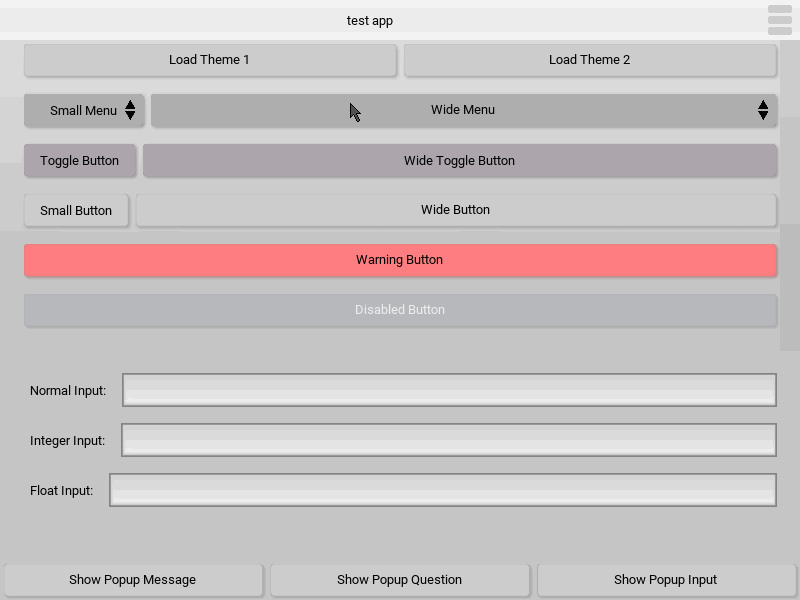 test app
Load Theme 1
Load Theme 2
Small Menu
Wide Menu
Toggle Button
Wide Toggle Button
Small Button
Wide Button
Warning Button
Disabled Button
Normal Input:
Integer Input:
Float Input:
Show Popup Message
Show Popup Question
Show Popup Input